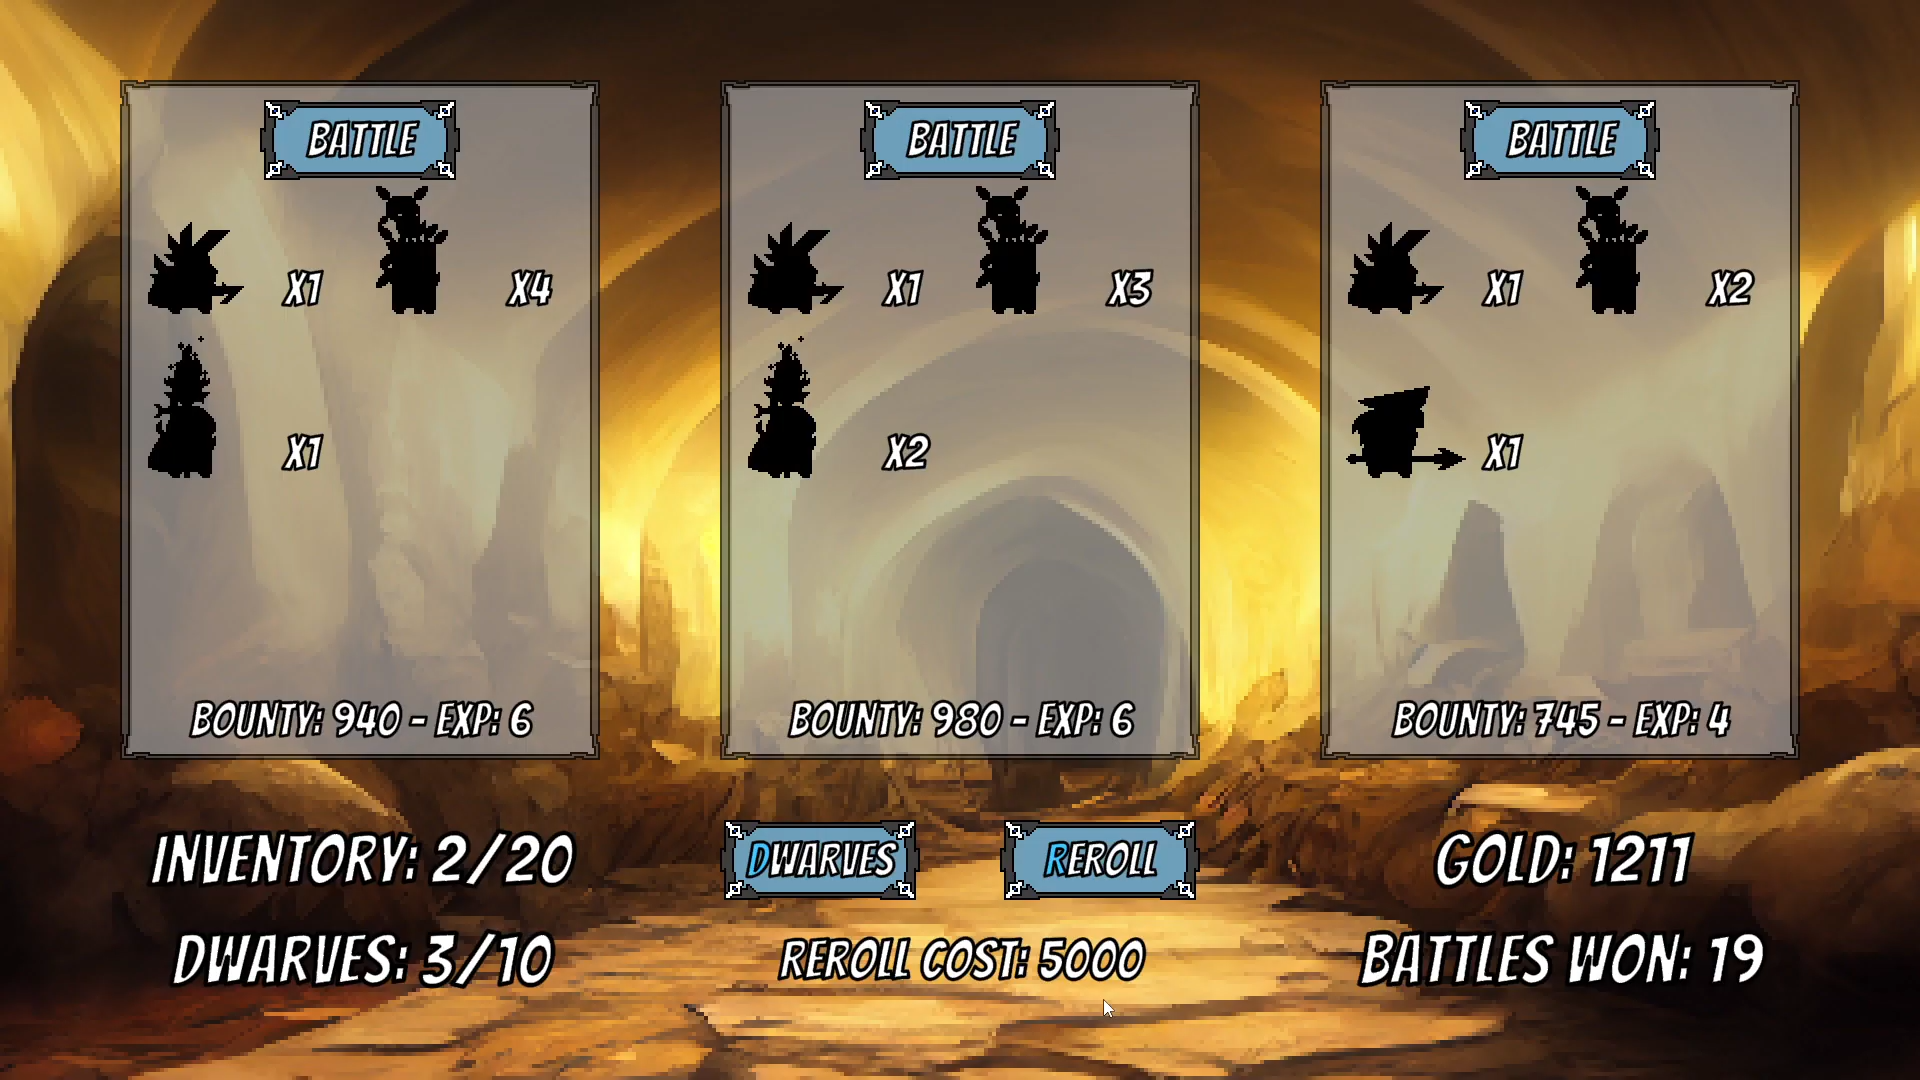 BATTLE
X1
X4
X1
BOUNTY: 940 - EXP: 6
BATTLE
X1
X3
X2
BOUNTY: 980 - EXP: 6
BATTLE
X1
X2
X1
BOUNTY: 745 - EXP: 4
INVENTORY: 2/20
DWARVES: 3/10
DWARVES
REROLL
REROLL COST: 5000
GOLD: 1211
BATTLES WON: 19